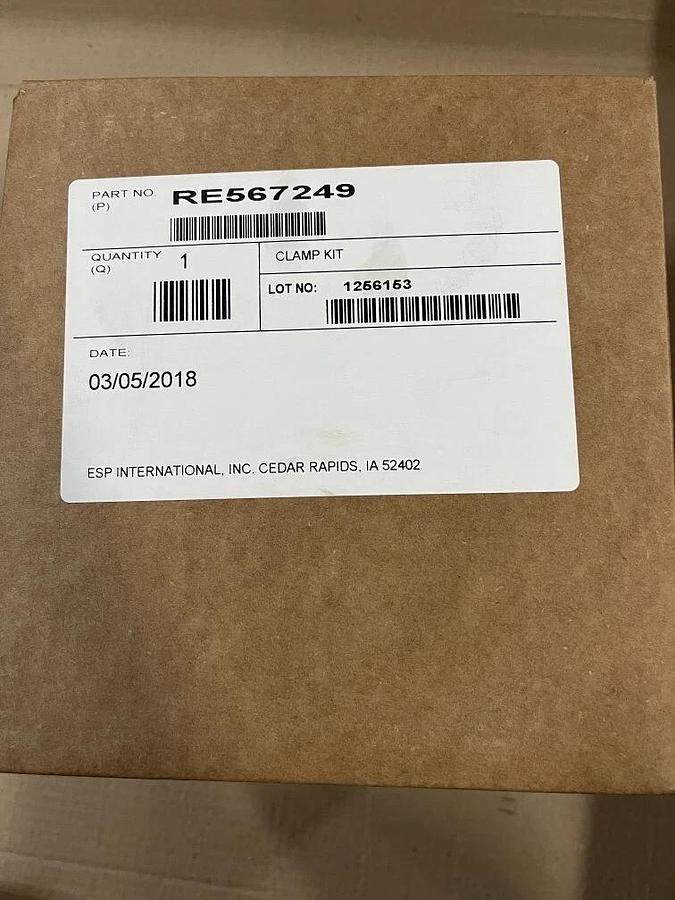 PART NO. RE567249
(P)
QUANTITY 1
(Q)
CLAMP KIT
LOT NO: 1256153
DATE:
03/05/2018
ESP INTERNATIONAL, INC. CEDAR RAPIDS, IA 52402